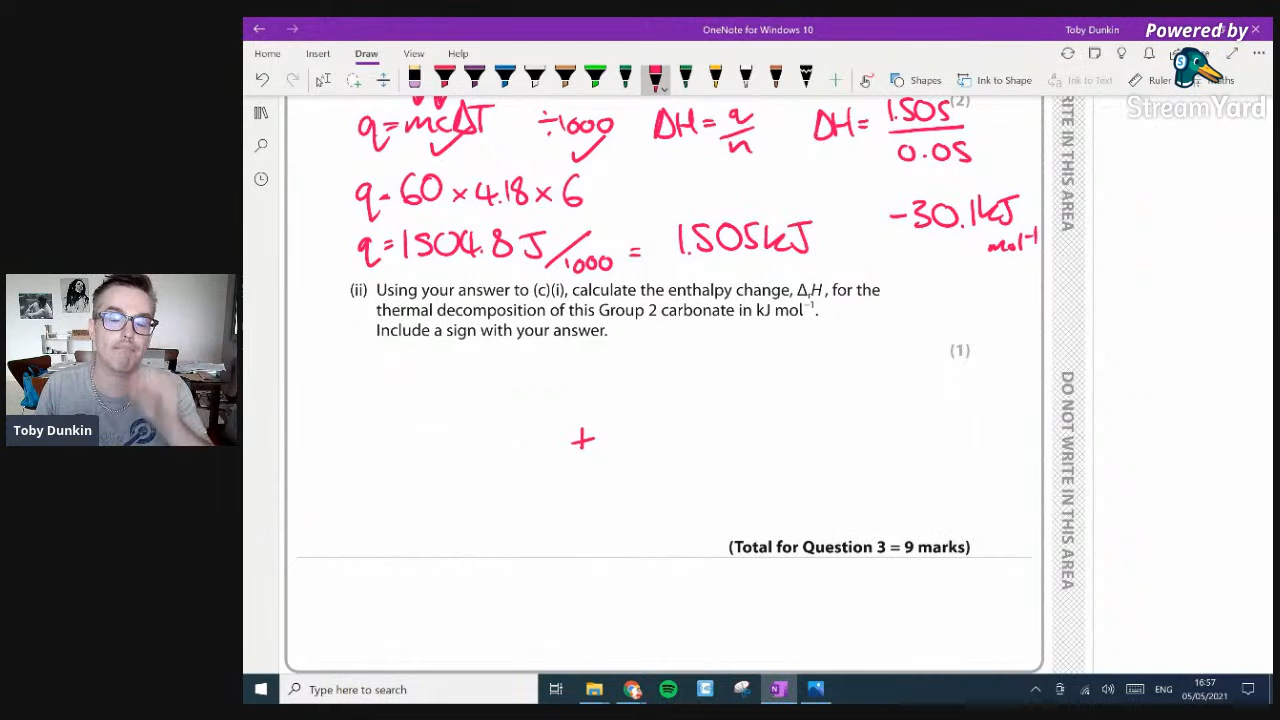 OneNote for Windows 10
Toby Dunkin
Powered by
StreamYard
Home Insert Draw View Help
Shapes Ink to Shape Ink to Text Ruler
(2)
q=mcΔT ÷1000 ΔH = q/n ΔH = 1.505/0.05
q= 60 × 4.18 × 6
-30.1kJ mol⁻¹
q = 1504.8 J/1000 = 1.505kJ
(ii) Using your answer to (c)(i), calculate the enthalpy change, ΔrH, for the
thermal decomposition of this Group 2 carbonate in kJ mol⁻¹.
Include a sign with your answer.
(1)
+
(Total for Question 3 = 9 marks)
WRITE IN THIS AREA
DO NOT WRITE IN THIS AREA
Toby Dunkin
Type here to search
ENG
16:57
05/05/2021